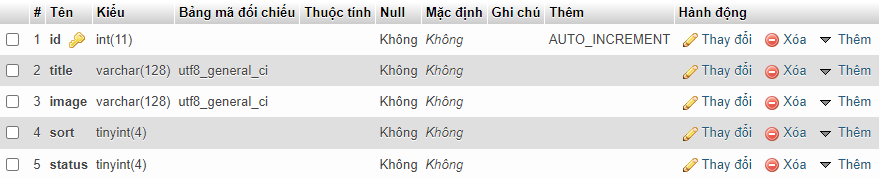 # Tên Kiểu Bảng mã đối chiếu Thuộc tính Null Mặc định Ghi chú Thêm Hành động
1 id int(11) Không Không AUTO_INCREMENT Thay đổi Xóa Thêm
2 title varchar(128) utf8_general_ci Không Không Thay đổi Xóa Thêm
3 image varchar(128) utf8_general_ci Không Không Thay đổi Xóa Thêm
4 sort tinyint(4) Không Không Thay đổi Xóa Thêm
5 status tinyint(4) Không Không Thay đổi Xóa Thêm